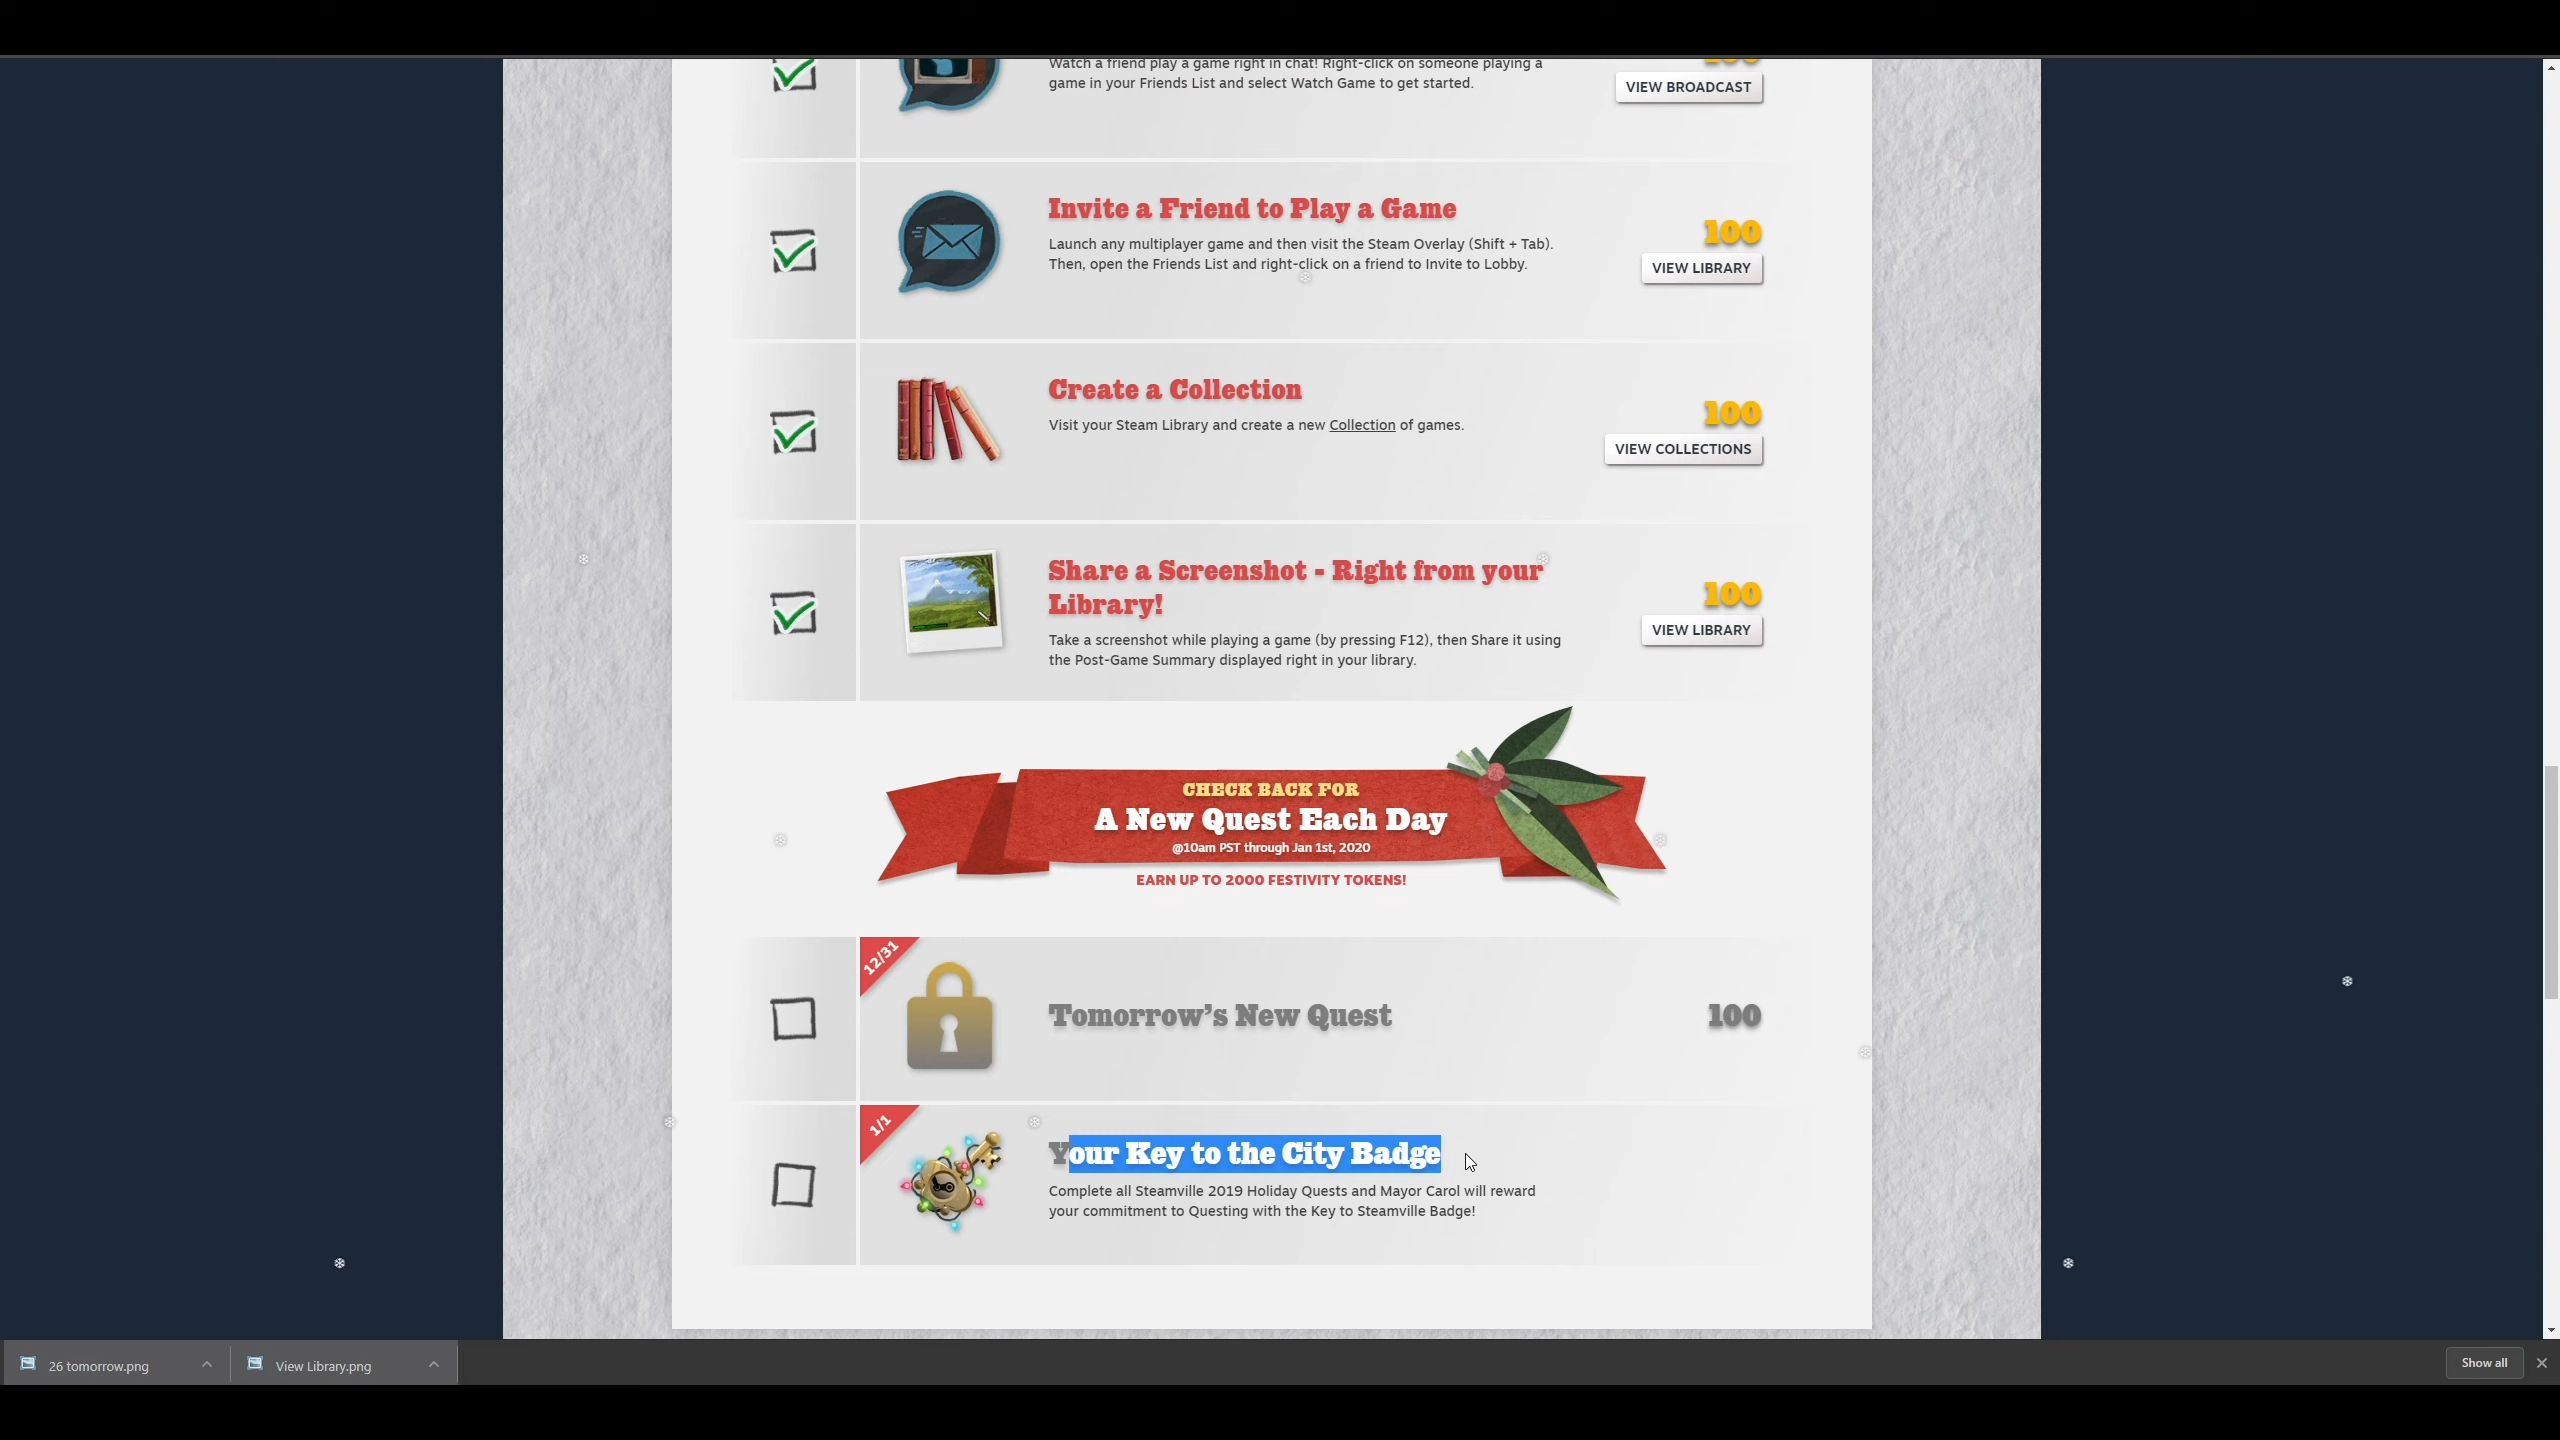 Watch a friend play a game right in chat! Right-click on someone playing a
game in your Friends List and select Watch Game to get started.
VIEW BROADCAST
Invite a Friend to Play a Game
Launch any multiplayer game and then visit the Steam Overlay (Shift + Tab).
Then, open the Friends List and right-click on a friend to Invite to Lobby.
100
VIEW LIBRARY
Create a Collection
Visit your Steam Library and create a new Collection of games.
100
VIEW COLLECTIONS
Share a Screenshot - Right from your
Library!
Take a screenshot while playing a game (by pressing F12), then Share it using
the Post-Game Summary displayed right in your library.
100
VIEW LIBRARY
CHECK BACK FOR
A New Quest Each Day
@10am PST through Jan 1st, 2020
EARN UP TO 2000 FESTIVITY TOKENS!
12/31
Tomorrow's New Quest
100
1/1
Your Key to the City Badge
Complete all Steamville 2019 Holiday Quests and Mayor Carol will reward
your commitment to Questing with the Key to Steamville Badge!
26 tomorrow.png
View Library.png
Show all